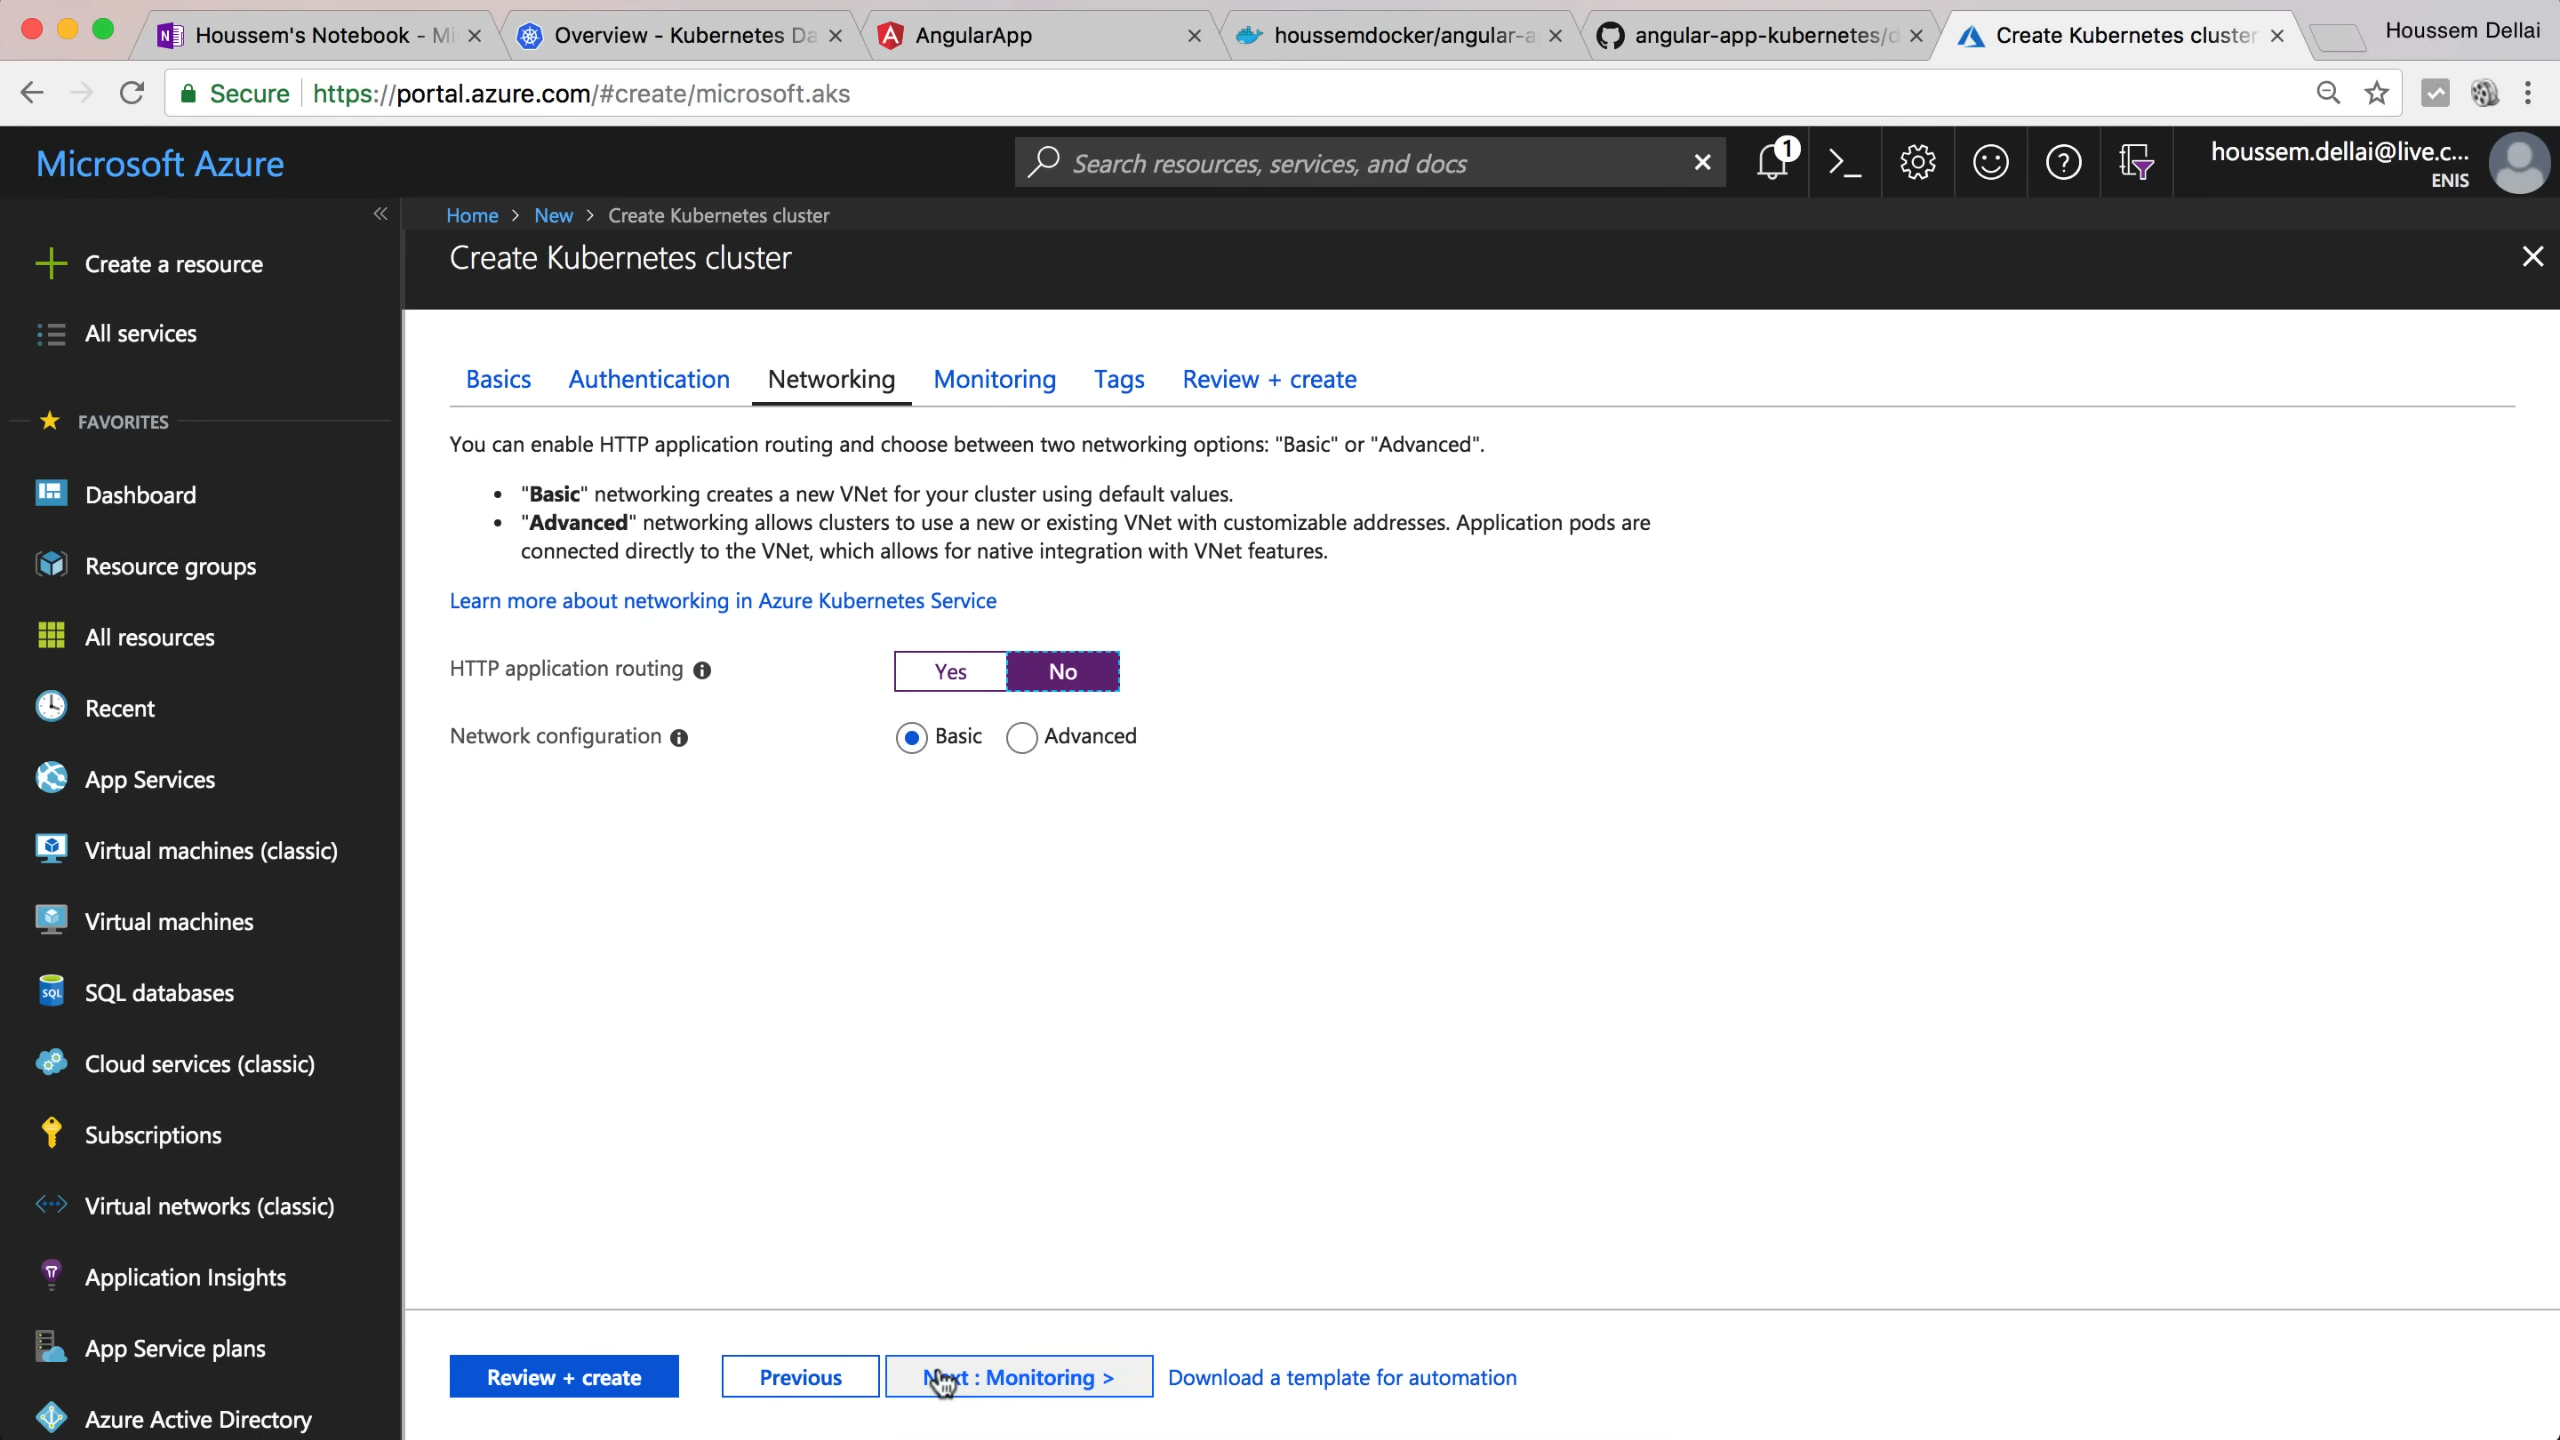 Houssem's Notebook - Mi
Overview - Kubernetes Da
AngularApp
houssemdocker/angular-a
angular-app-kubernetes/d
Create Kubernetes cluster
Houssem Dellai
Secure
https://portal.azure.com/#create/microsoft.aks
Microsoft Azure
Search resources, services, and docs
1
houssem.dellai@live.c...
ENIS
Home > New > Create Kubernetes cluster
Create Kubernetes cluster
Create a resource
All services
FAVORITES
Dashboard
Resource groups
All resources
Recent
App Services
Virtual machines (classic)
Virtual machines
SQL databases
Cloud services (classic)
Subscriptions
Virtual networks (classic)
Application Insights
App Service plans
Azure Active Directory
Basics Authentication Networking Monitoring Tags Review + create
You can enable HTTP application routing and choose between two networking options: "Basic" or "Advanced".
• "Basic" networking creates a new VNet for your cluster using default values.
• "Advanced" networking allows clusters to use a new or existing VNet with customizable addresses. Application pods are
connected directly to the VNet, which allows for native integration with VNet features.
Learn more about networking in Azure Kubernetes Service
HTTP application routing Yes No
Network configuration Basic Advanced
Review + create Previous Next : Monitoring > Download a template for automation